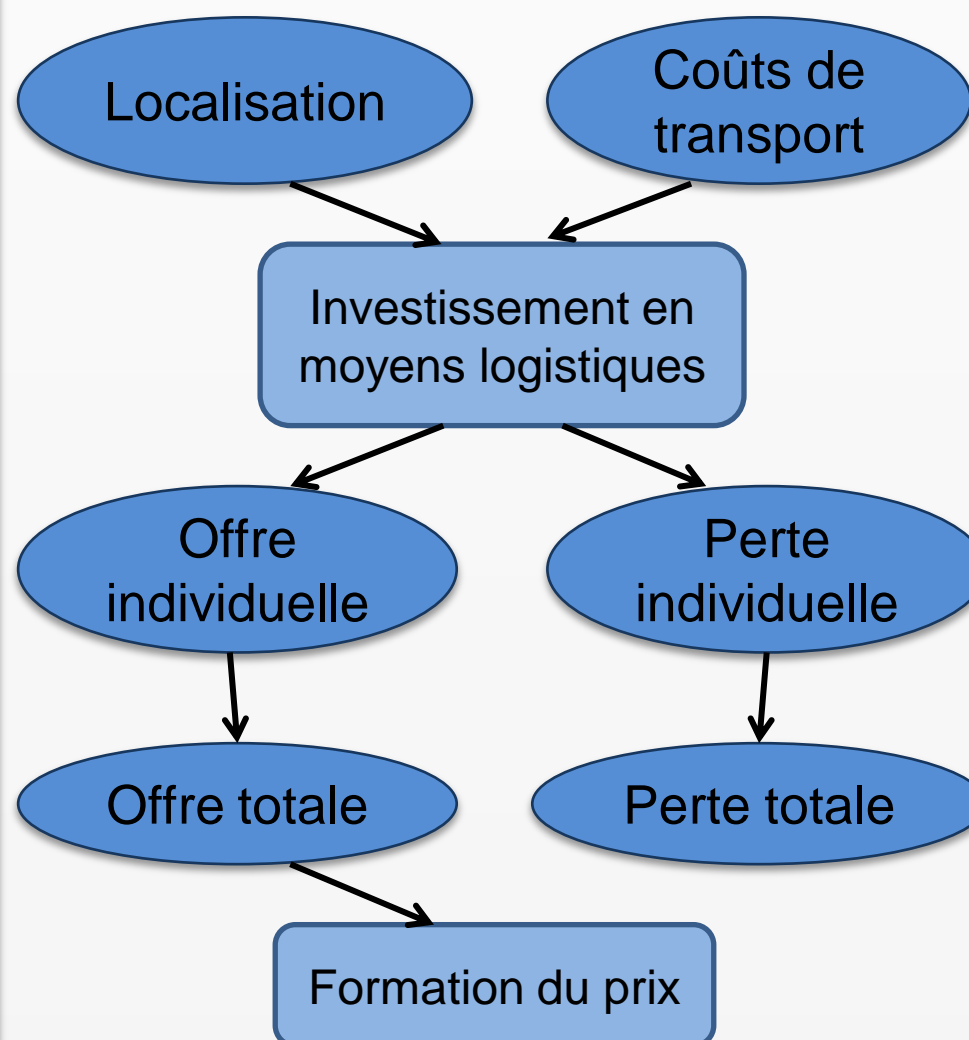 Localisation
Coûts de
transport
Investissement en
moyens logistiques
Offre
individuelle
Perte
individuelle
Offre totale
Perte totale
Formation du prix